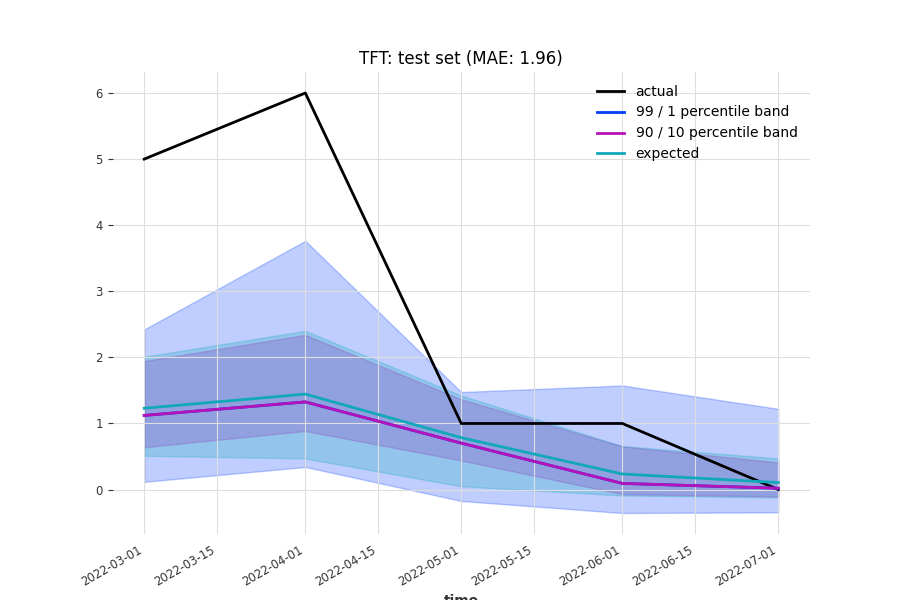 TFT: test set (MAE: 1.96)
actual
99 / 1 percentile band
90 / 10 percentile band
expected
6
5
4
3
2
1
0
2022-03-01
2022-03-15
2022-04-01
2022-04-15
2022-05-01
2022-05-15
2022-06-01
2022-06-15
2022-07-01
time